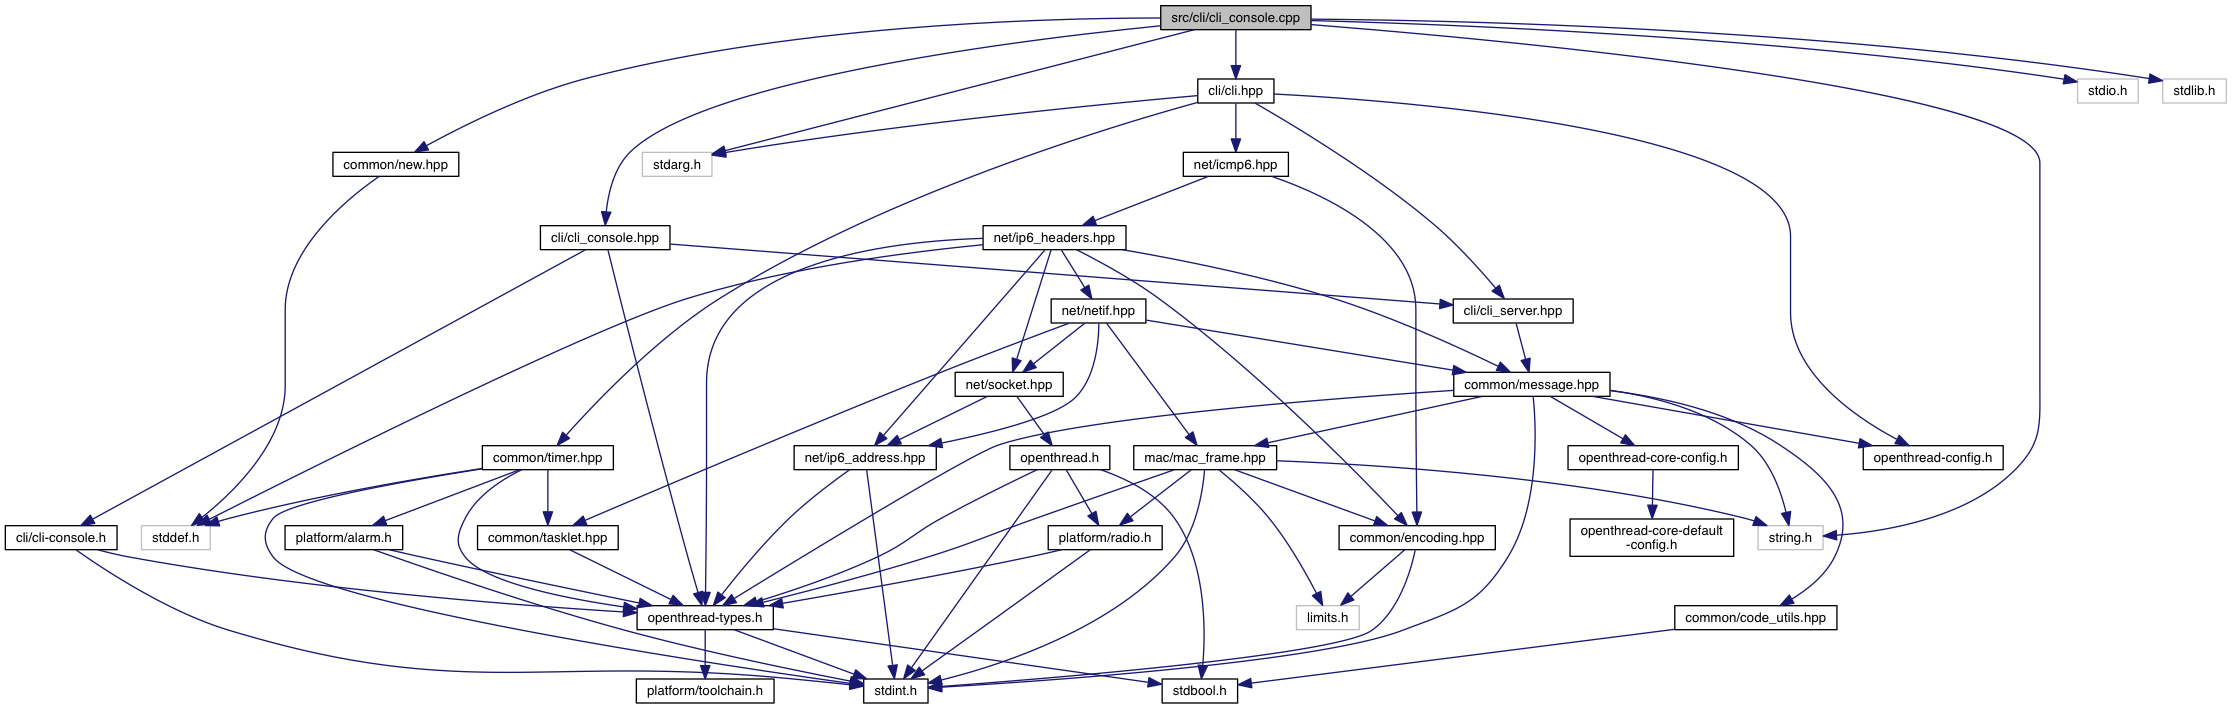 src/cli/cli_console.cpp
cli/cli.hpp
stdio.h
stdlib.h
common/new.hpp
stdarg.h
net/icmp6.hpp
cli/cli_console.hpp
net/ip6_headers.hpp
net/netif.hpp
cli/cli_server.hpp
net/socket.hpp
common/message.hpp
common/timer.hpp
net/ip6_address.hpp
openthread.h
mac/mac_frame.hpp
openthread-core-config.h
openthread-config.h
cli/cli-console.h
stddef.h
platform/alarm.h
common/tasklet.hpp
platform/radio.h
common/encoding.hpp
openthread-core-default
-config.h
string.h
openthread-types.h
limits.h
common/code_utils.hpp
platform/toolchain.h
stdint.h
stdbool.h